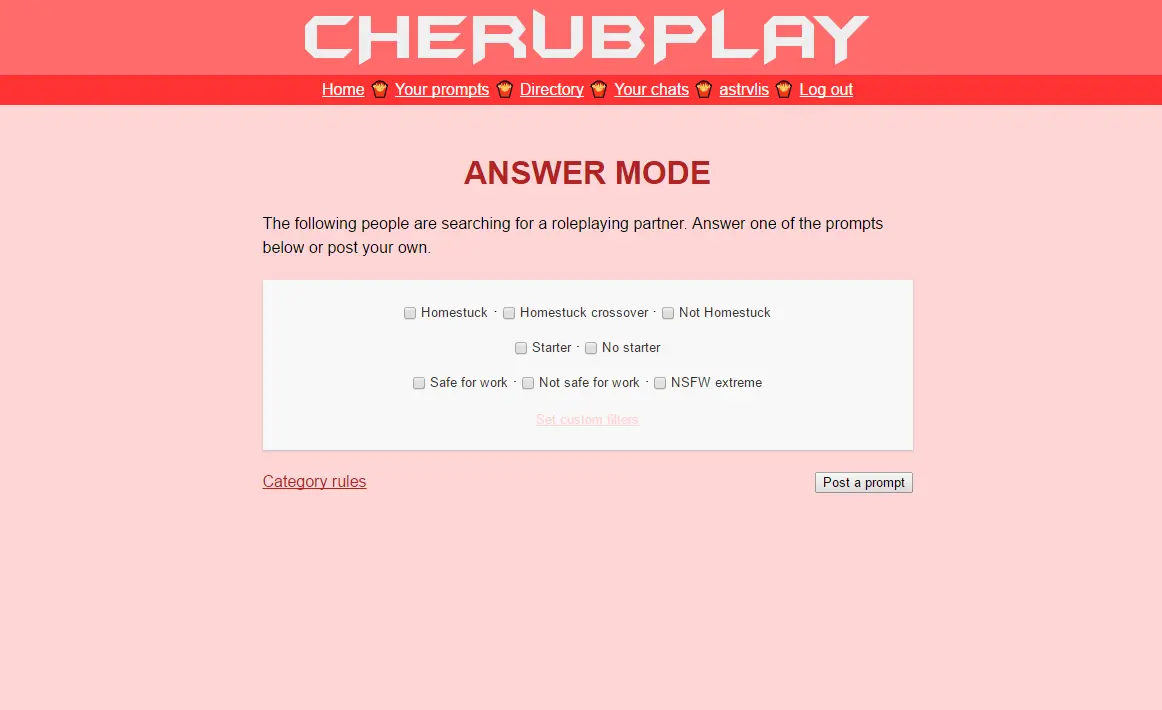 CHERUBPLAY
Home Your prompts Directory Your chats astrvlis Log out
ANSWER MODE
The following people are searching for a roleplaying partner. Answer one of the prompts
below or post your own.
Homestuck · Homestuck crossover · Not Homestuck
Starter · No starter
Safe for work · Not safe for work · NSFW extreme
Set custom filters
Category rules Post a prompt